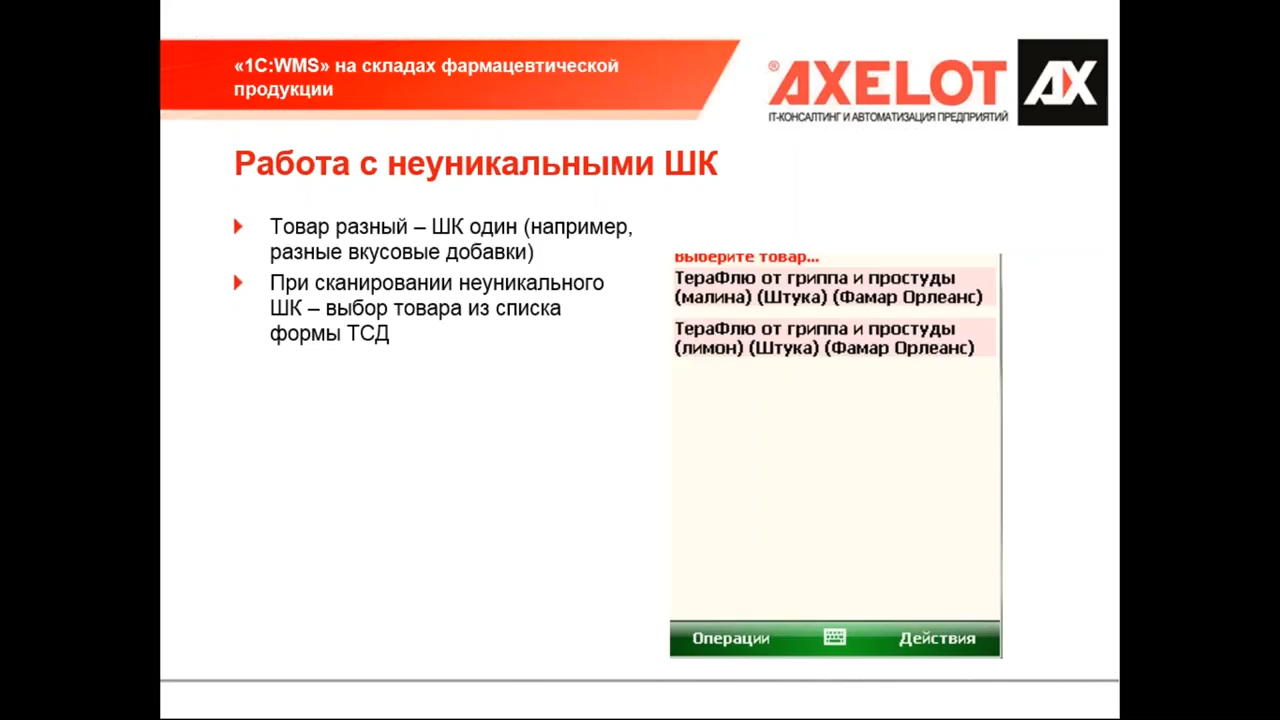 «1С:WMS» на складах фармацевтической
продукции
®AXELOT
AX
IT-КОНСАЛТИНГ И АВТОМАТИЗАЦИЯ ПРЕДПРИЯТИЙ
Работа с неуникальными ШК
Товар разный – ШК один (например,
разные вкусовые добавки)
При сканировании неуникального
ШК – выбор товара из списка
формы ТСД
Выберите товар...
ТераФлю от гриппа и простуды
(малина) (Штука) (Фамар Орлеанс)
ТераФлю от гриппа и простуды
(лимон) (Штука) (Фамар Орлеанс)
Операции
Действия